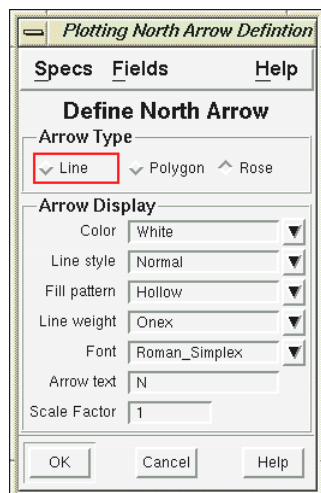 Plotting North Arrow Defintion
Specs Fields Help
Define North Arrow
Arrow Type
Line Polygon Rose
Arrow Display
Color White
Line style Normal
Fill pattern Hollow
Line weight Onex
Font Roman_Simplex
Arrow text N
Scale Factor 1
OK Cancel Help